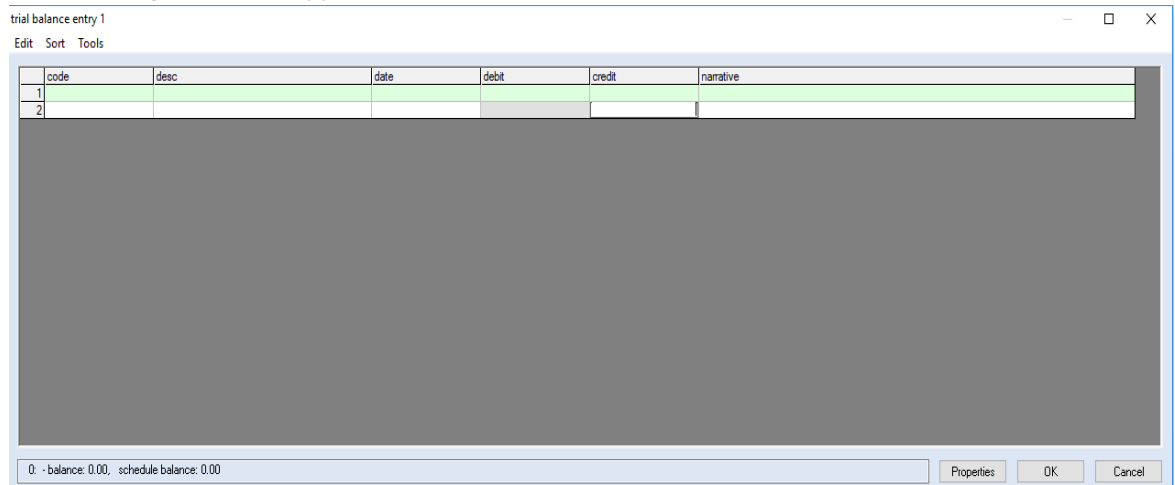 trial balance entry 1
Edit Sort Tools
code desc date debit credit narrative
1
2
0: - balance: 0.00, schedule balance: 0.00
Properties OK Cancel